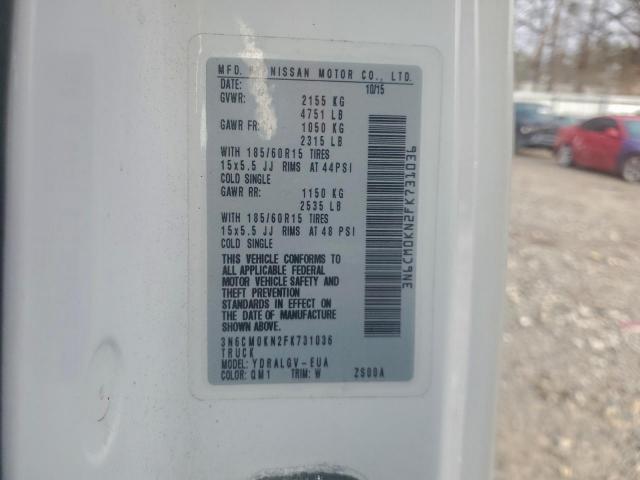 MFD. BY NISSAN MOTOR CO., LTD.
DATE: 10/15
GVWR: 2155 KG
4751 LB
GAWR FR: 1050 KG
2315 LB
WITH 185/60R15 TIRES
15x5.5 JJ RIMS AT 44PSI
COLD SINGLE
GAWR RR: 1150 KG
2535 LB
WITH 185/60R15 TIRES
15x5.5 JJ RIMS AT 48 PSI
COLD SINGLE
THIS VEHICLE CONFORMS TO
ALL APPLICABLE FEDERAL
MOTOR VEHICLE SAFETY AND
THEFT PREVENTION
STANDARDS IN EFFECT ON
THE DATE OF MANUFACTURE
SHOWN ABOVE.
3N6CM0KN2FK731036
TRUCK
MODEL: YDRALGV-EUA
COLOR: QM1 TRIM: W ZS00A
3N6CM0KN2FK731036